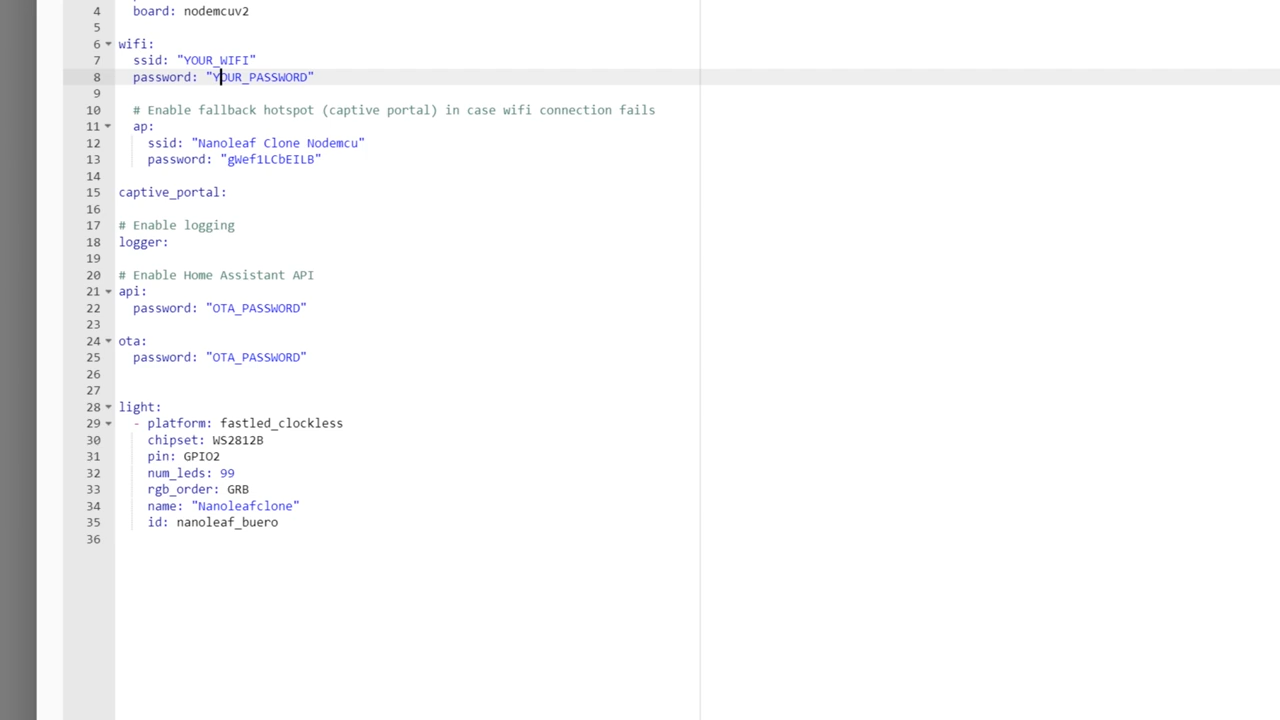 4 board: nodemcuv2
5
6 wifi:
7 ssid: "YOUR_WIFI"
8 password: "YOUR_PASSWORD"
9
10 # Enable fallback hotspot (captive portal) in case wifi connection fails
11 ap:
12 ssid: "Nanoleaf Clone Nodemcu"
13 password: "gWef1LCbEILB"
14
15 captive_portal:
16
17 # Enable logging
18 logger:
19
20 # Enable Home Assistant API
21 api:
22 password: "OTA_PASSWORD"
23
24 ota:
25 password: "OTA_PASSWORD"
26
27
28 light:
29 - platform: fastled_clockless
30 chipset: WS2812B
31 pin: GPIO2
32 num_leds: 99
33 rgb_order: GRB
34 name: "Nanoleafclone"
35 id: nanoleaf_buero
36